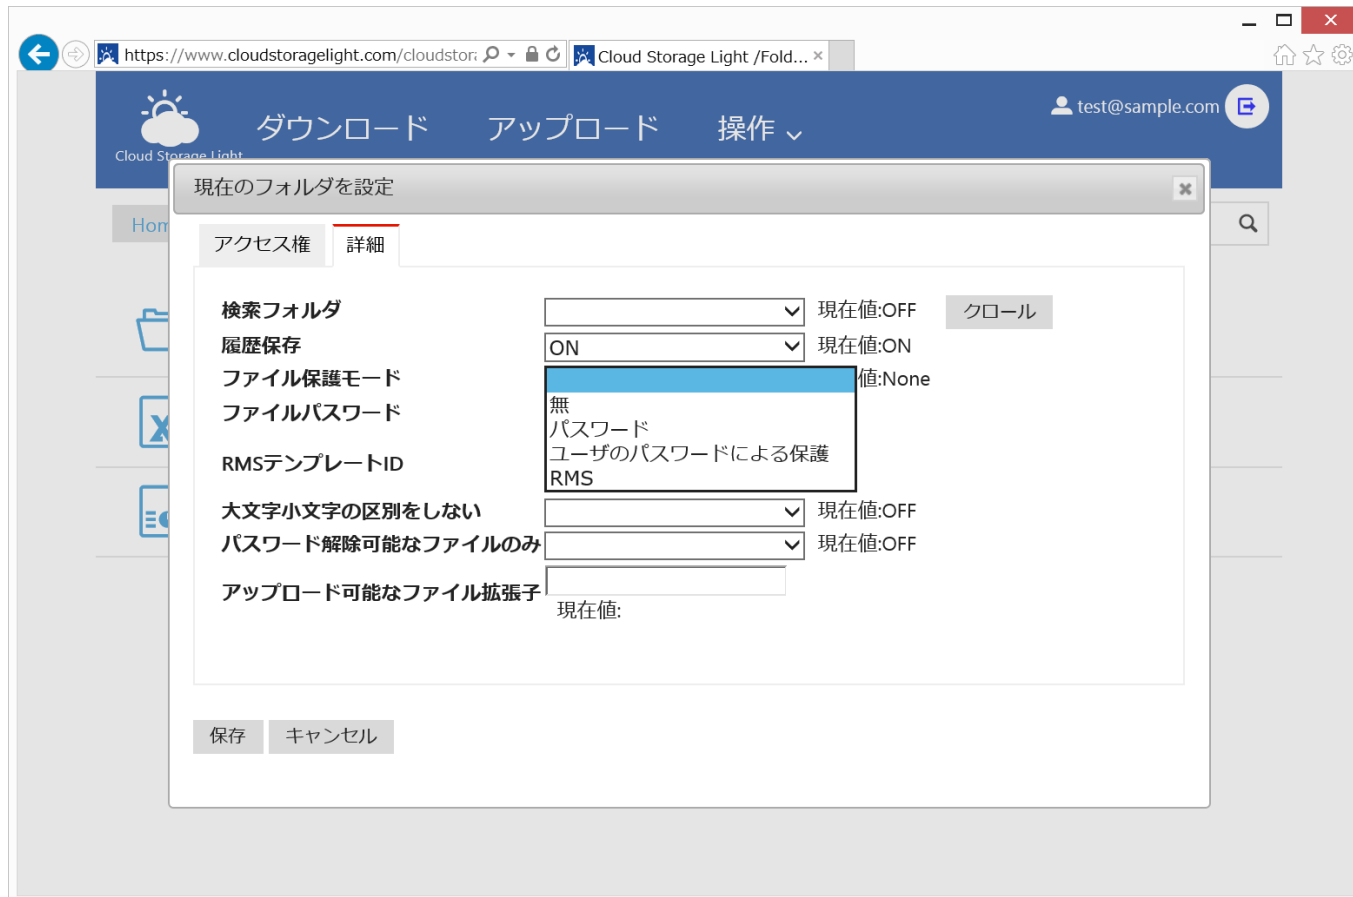 https://www.cloudstoragelight.com/cloudstor
Cloud Storage Light /Fold... ×
Cloud Storage Light
ダウンロード アップロード 操作
test@sample.com
現在のフォルダを設定
Hom
アクセス権 詳細
検索フォルダ 現在値:OFF クロール
履歴保存 ON 現在値:ON
ファイル保護モード 値:None
ファイルパスワード 無
パスワード
ユーザのパスワードによる保護
RMSテンプレートID RMS
大文字小文字の区別をしない 現在値:OFF
パスワード解除可能なファイルのみ 現在値:OFF
アップロード可能なファイル拡張子
現在値:
保存 キャンセル